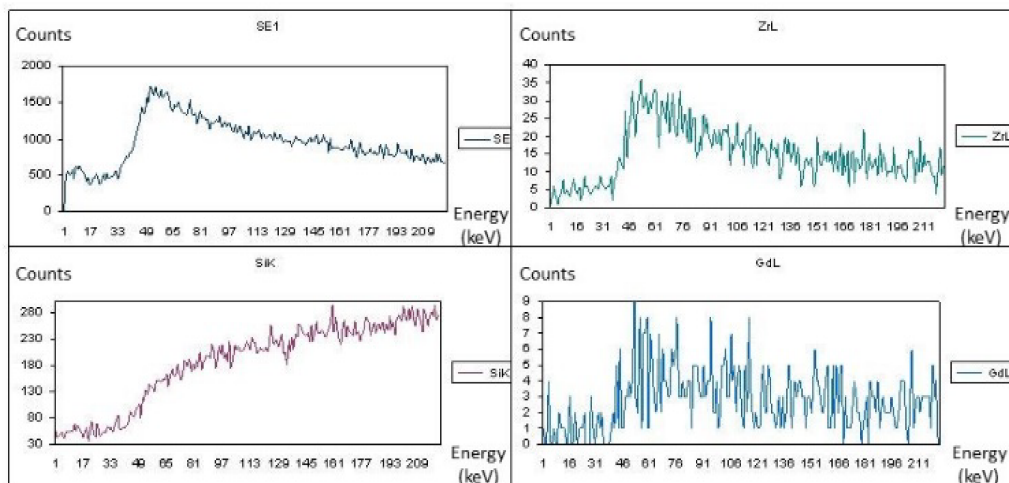 Counts
SE1
2000
1500
1000
500
0
SE
1 17 33 49 65 81 97 113 129 145 161 177 193 209
Energy
(keV)
Counts
ZrL
40
35
30
25
20
15
10
5
0
ZrL
1 16 31 46 61 76 91 106 121 136 151 166 181 196 211
Energy
(keV)
Counts
SiK
280
230
180
130
80
30
SiK
1 17 33 49 65 81 97 113 129 145 161 177 193 209
Energy
(keV)
Counts
GdL
9
8
7
6
5
4
3
2
1
0
GdL
1 16 31 46 61 76 91 106 121 136 151 166 181 196 211
Energy
(keV)